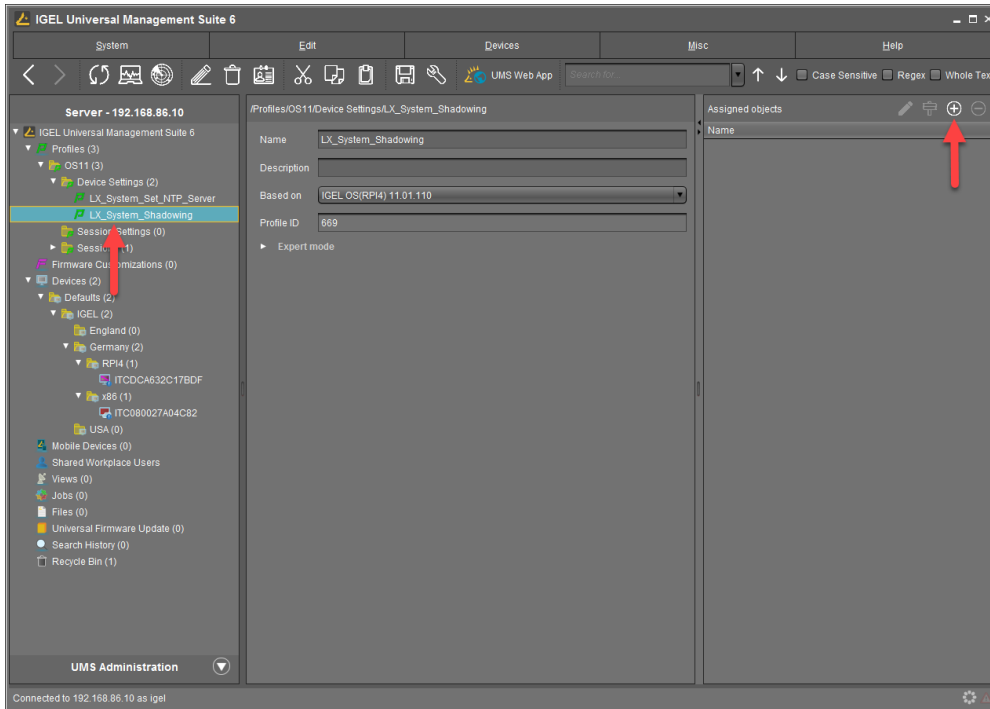 IGEL Universal Management Suite 6
System Edit Devices Misc Help
UMS Web App Search for... Case Sensitive Regex Whole Tex
Server - 192.168.86.10
IGEL Universal Management Suite 6
Profiles (3)
OS11 (3)
Device Settings (2)
LX_System_Set_NTP_Server
LX_System_Shadowing
Session Settings (0)
(1)
Firmware Customizations (0)
Devices (2)
Defaults (2)
IGEL (2)
England (0)
Germany (2)
RPI4 (1)
ITCDCA632C17BDF
x86 (1)
ITC080027A04C82
USA (0)
Mobile Devices (0)
Shared Workplace Users
Views (0)
Jobs (0)
Files (0)
Universal Firmware Update (0)
Search History (0)
Recycle Bin (1)
UMS Administration
/Profiles/OS11/Device Settings/LX_System_Shadowing
Name LX_System_Shadowing
Description
Based on IGEL OS(RPI4) 11.01.110
Profile ID 669
Expert mode
Assigned objects
Name
Connected to 192.168.86.10 as igel